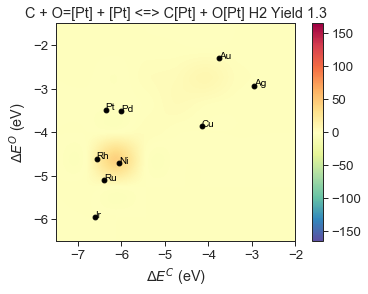 C + O=[Pt] + [Pt] <=> C[Pt] + O[Pt] H2 Yield 1.3
−2
−3
−4
−5
−6
ΔE^O (eV)
Au
Ag
Pt
Pd
Cu
Rh
Ni
Ru
Ir
−7
−6
−5
−4
−3
−2
ΔE^C (eV)
150
100
50
0
−50
−100
−150